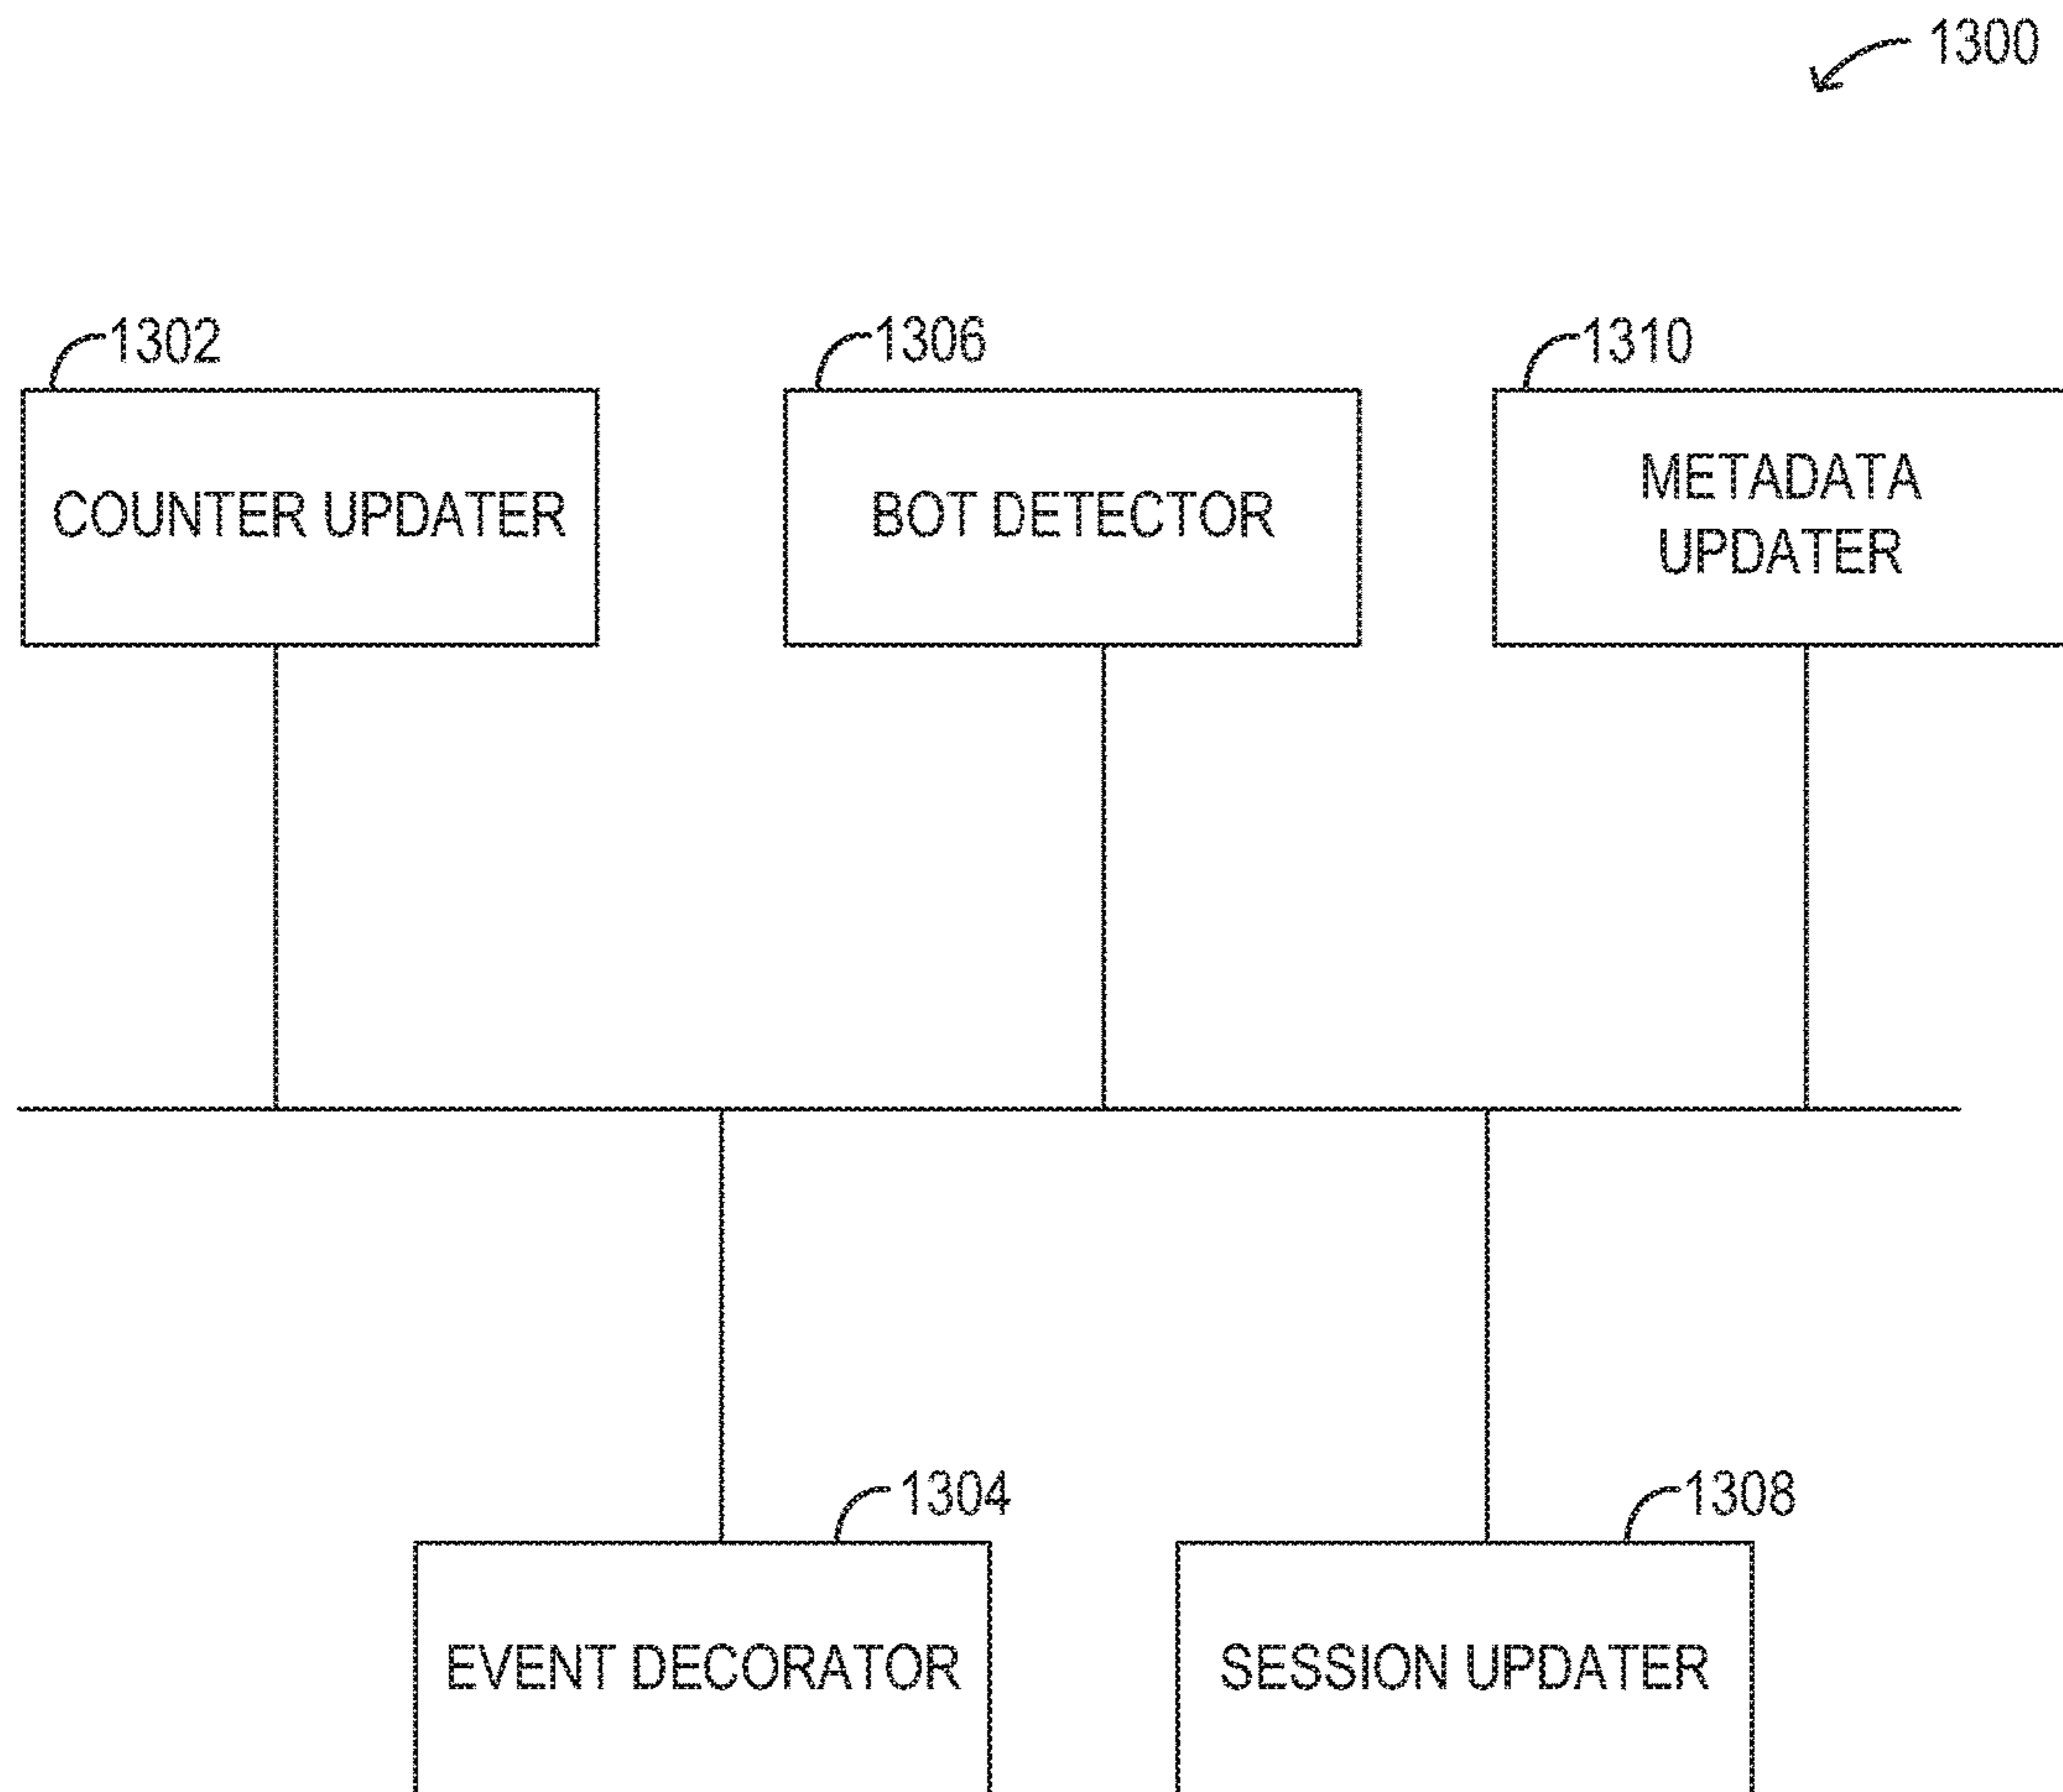 1300
1302
1306
1310
COUNTER UPDATER
BOT DETECTOR
METADATA
UPDATER
1304
1308
EVENT DECORATOR
SESSION UPDATER